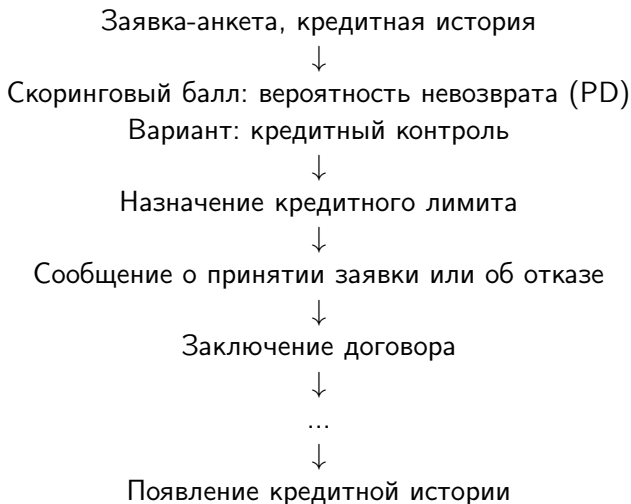 Заявка-анкета, кредитная история
↓
Скоринговый балл: вероятность невозврата (PD)
Вариант: кредитный контроль
↓
Назначение кредитного лимита
↓
Сообщение о принятии заявки или об отказе
↓
Заключение договора
↓
...
↓
Появление кредитной истории